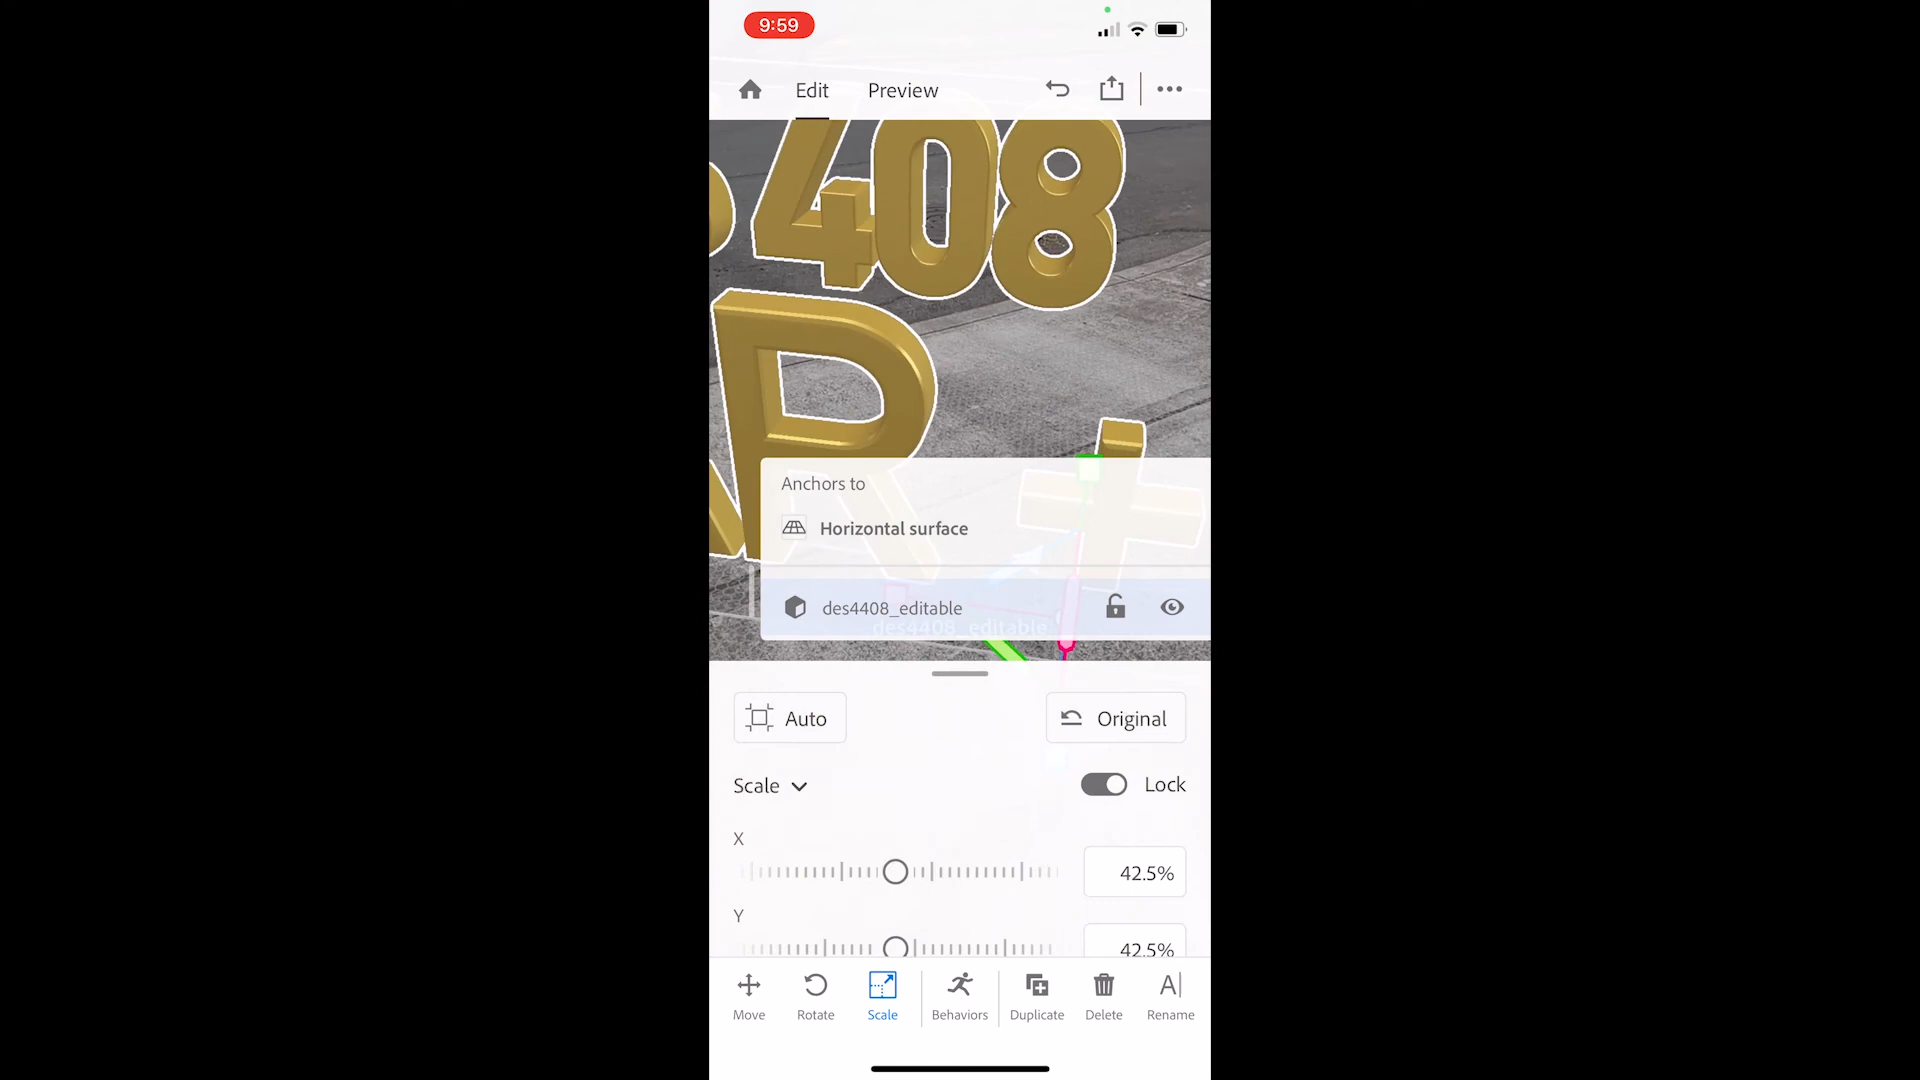 9:59
Edit
Preview
408
R +
Anchors to
Horizontal surface
des4408_editable
des4408_editable
Auto
Original
Scale
Lock
X
42.5%
Y
42.5%
Move
Rotate
Scale
Behaviors
Duplicate
Delete
Rename